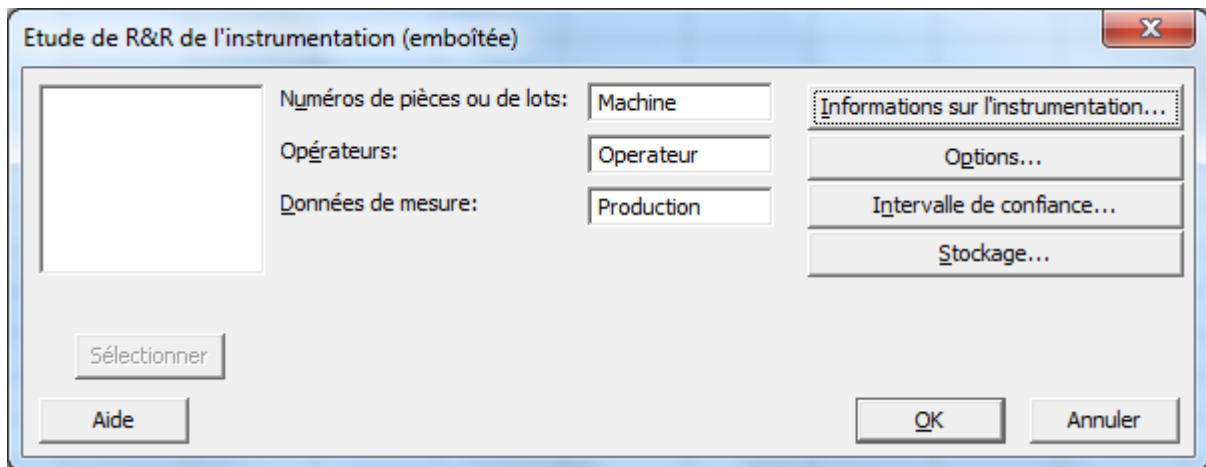 Etude de R&R de l'instrumentation (emboîtée)
Numéros de pièces ou de lots: Machine
Informations sur l'instrumentation...
Opérateurs: Operateur
Options...
Données de mesure: Production
Intervalle de confiance...
Stockage...
Sélectionner
Aide
OK
Annuler